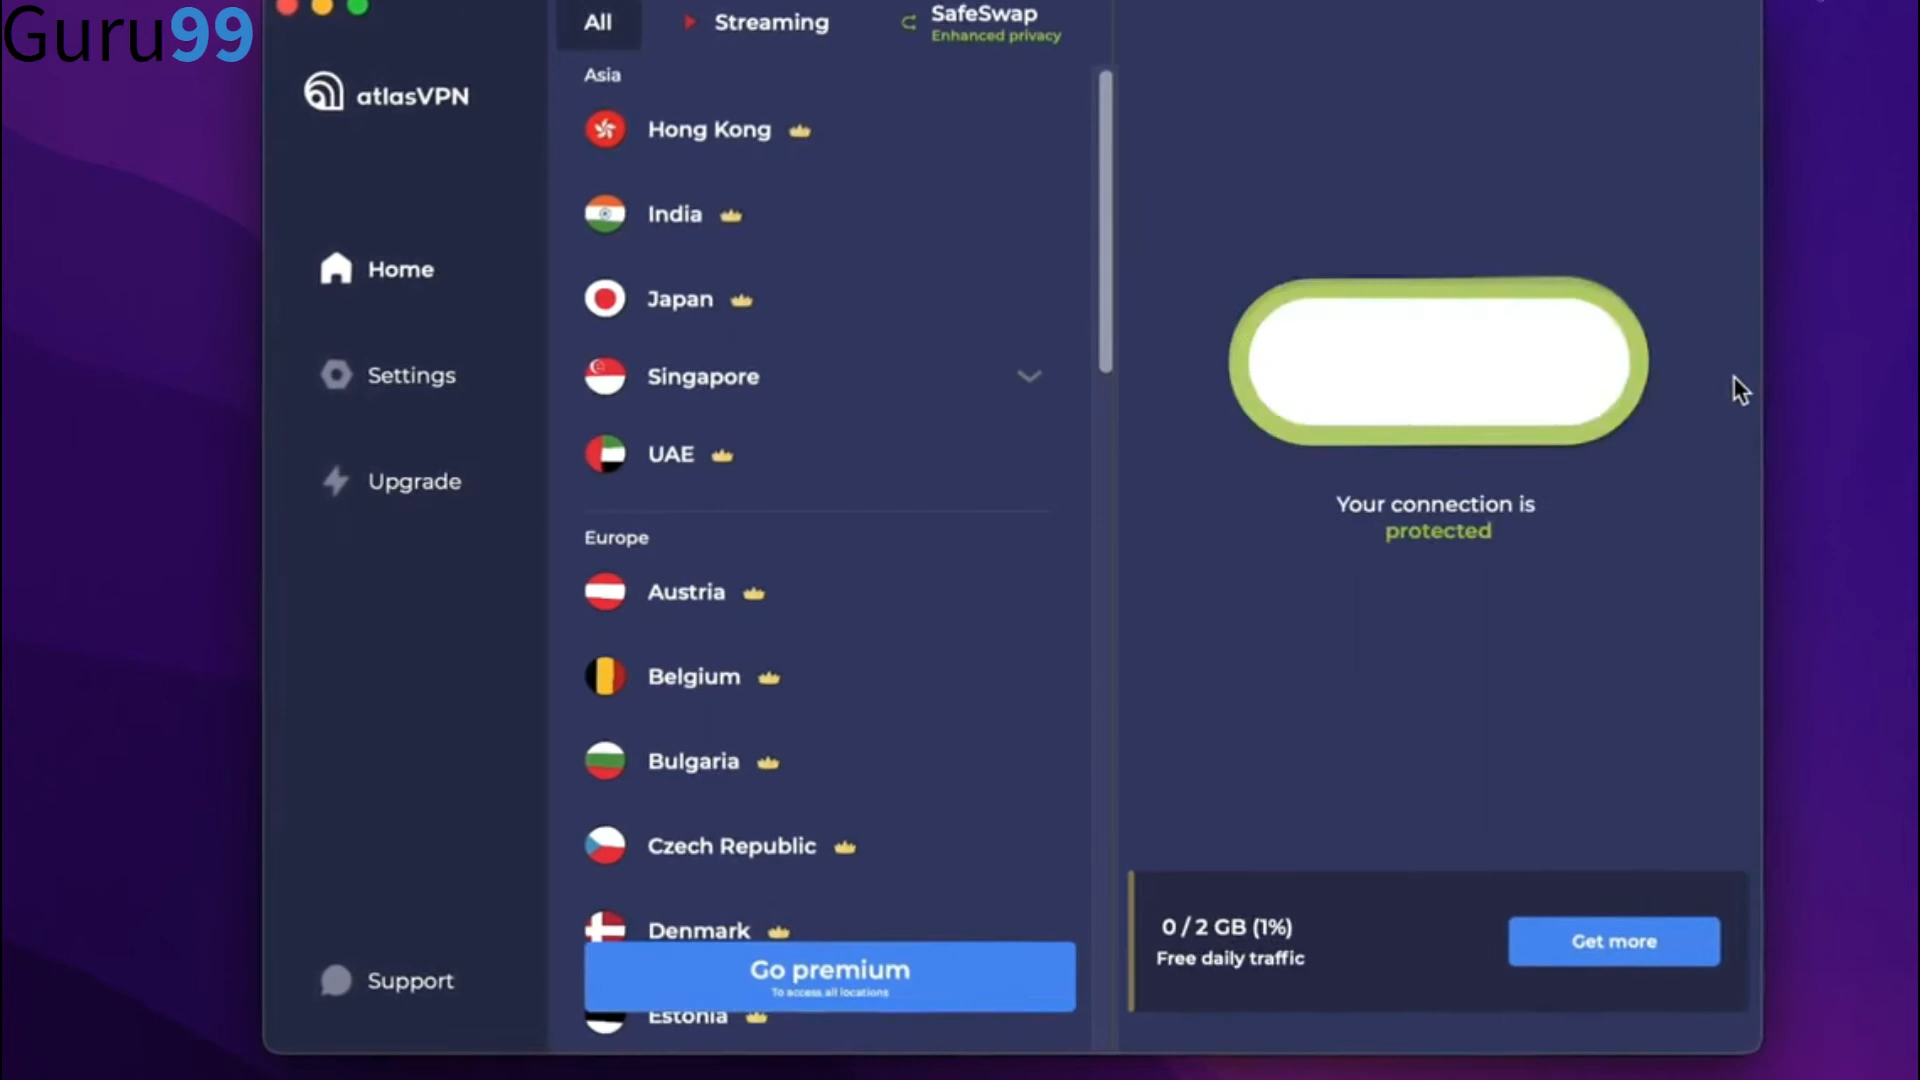 Guru99
All
Streaming
SafeSwap
Enhanced privacy
atlasVPN
Home
Settings
Upgrade
Support
Asia
Hong Kong
India
Japan
Singapore
UAE
Europe
Austria
Belgium
Bulgaria
Czech Republic
Denmark
Go premium
To access all locations
Estonia
Your connection is
protected
0 / 2 GB (1%)
Free daily traffic
Get more